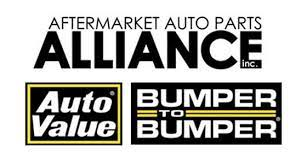 AFTERMARKET AUTO PARTS
ALLIANCE inc.
Auto
Value
BUMPER
TO
BUMPER®